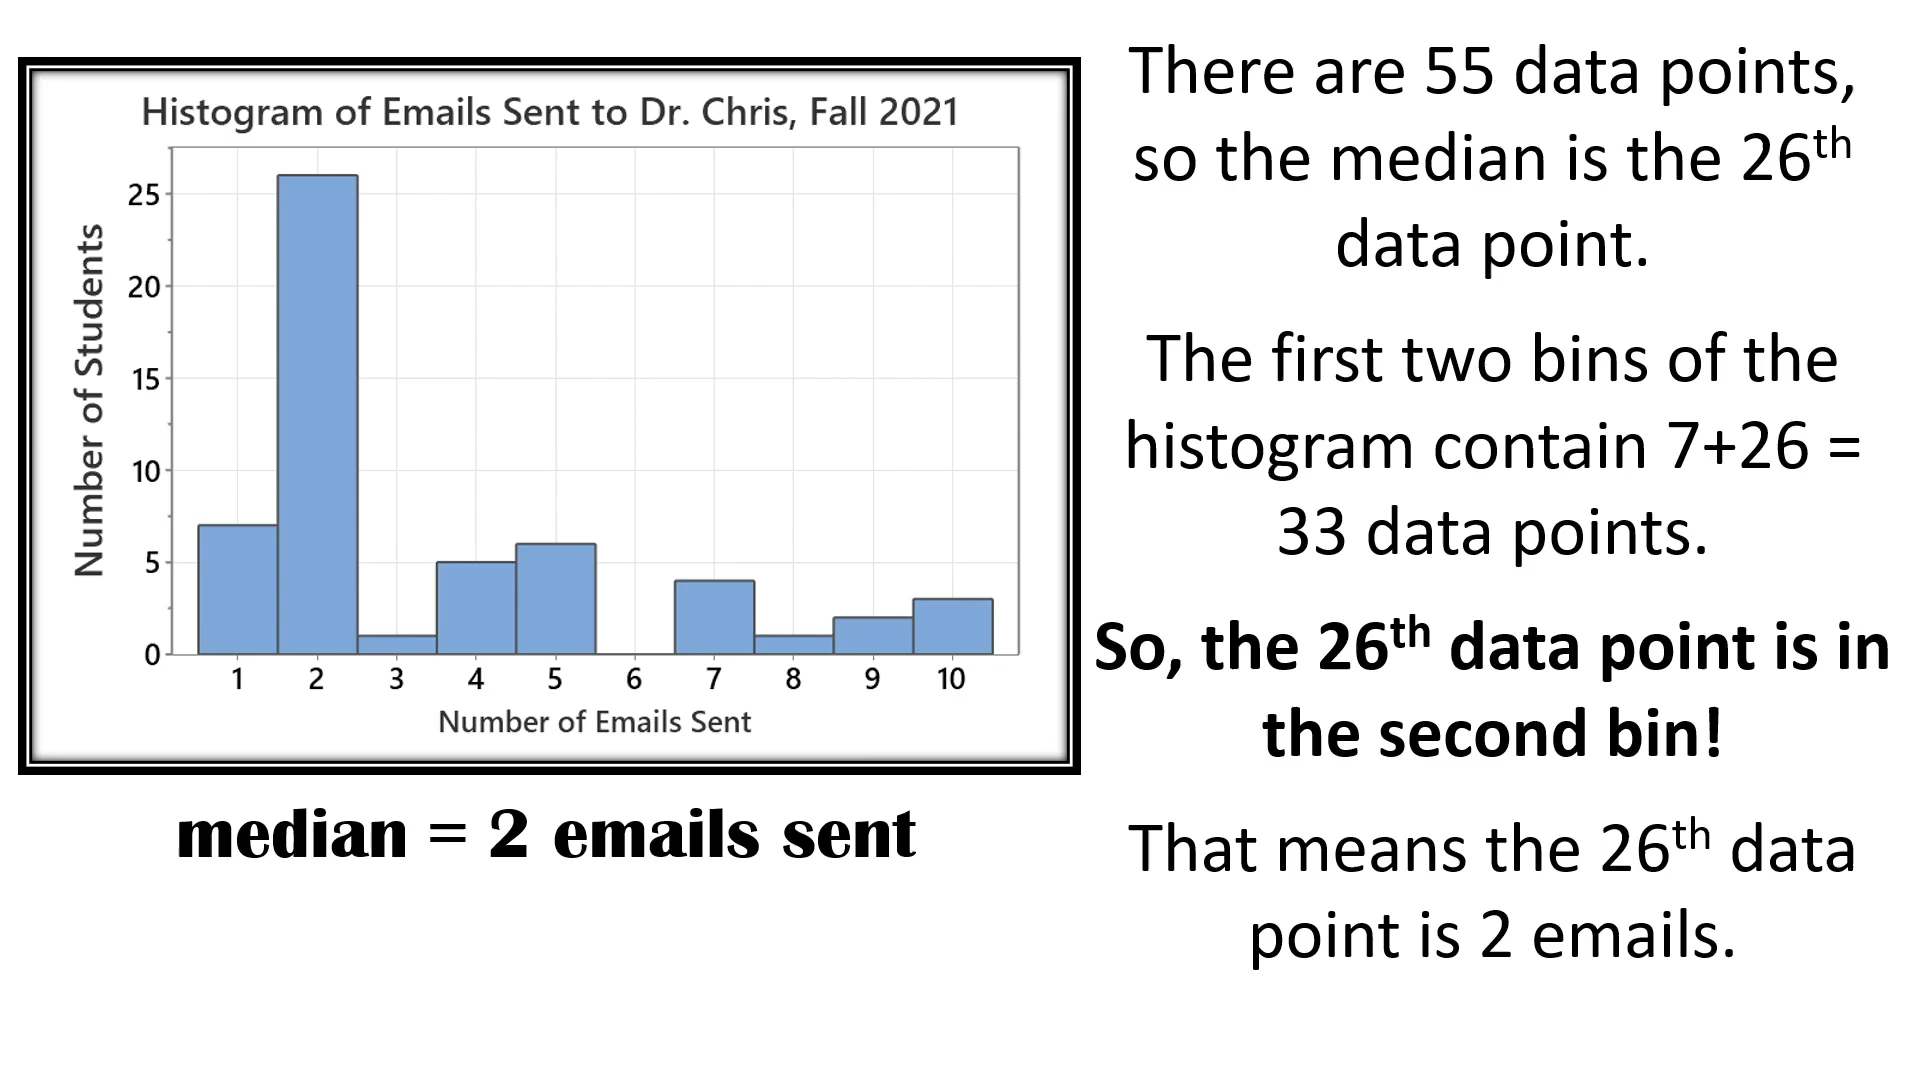 Histogram of Emails Sent to Dr. Chris, Fall 2021
Number of Students
25
20
15
10
5
0
1 2 3 4 5 6 7 8 9 10
Number of Emails Sent
median = 2 emails sent
There are 55 data points,
so the median is the 26th
data point.
The first two bins of the
histogram contain 7+26 =
33 data points.
So, the 26th data point is in
the second bin!
That means the 26th data
point is 2 emails.